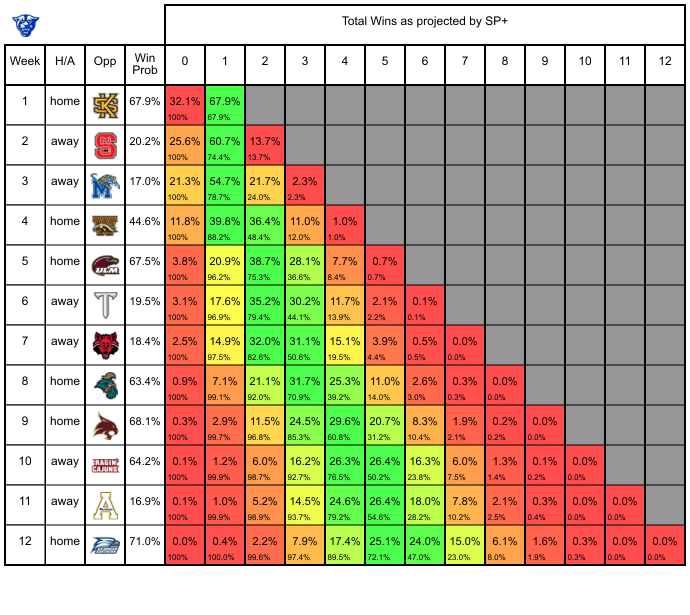 Total Wins as projected by SP+
Week H/A Opp Win Prob 0 1 2 3 4 5 6 7 8 9 10 11 12
1 home KS 67.9% 32.1% 67.9%
100% 67.9%
2 away NC S 20.2% 25.6% 60.7% 13.7%
100% 74.4% 13.7%
3 away M 17.0% 21.3% 54.7% 21.7% 2.3%
100% 78.7% 24.0% 2.3%
4 home W 44.6% 11.8% 39.8% 36.4% 11.0% 1.0%
100% 88.2% 48.4% 12.0% 1.0%
5 home ULM 67.5% 3.8% 20.9% 38.7% 28.1% 7.7% 0.7%
100% 96.2% 75.3% 36.6% 8.4% 0.7%
6 away T 19.5% 3.1% 17.6% 35.2% 30.2% 11.7% 2.1% 0.1%
100% 96.9% 79.4% 44.1% 13.9% 2.2% 0.1%
7 away 18.4% 2.5% 14.9% 32.0% 31.1% 15.1% 3.9% 0.5% 0.0%
100% 97.5% 82.6% 50.6% 19.5% 4.4% 0.5% 0.0%
8 home 63.4% 0.9% 7.1% 21.1% 31.7% 25.3% 11.0% 2.6% 0.3% 0.0%
100% 99.1% 92.0% 70.9% 39.2% 14.0% 3.0% 0.3% 0.0%
9 home 68.1% 0.3% 2.9% 11.5% 24.5% 29.6% 20.7% 8.3% 1.9% 0.2% 0.0%
100% 99.7% 96.8% 85.3% 60.8% 31.2% 10.4% 2.1% 0.2% 0.0%
10 away RAGIN CAJUNS 64.2% 0.1% 1.2% 6.0% 16.2% 26.3% 26.4% 16.3% 6.0% 1.3% 0.1% 0.0%
100% 99.9% 98.7% 92.7% 76.5% 50.2% 23.8% 7.5% 1.4% 0.2% 0.0%
11 away A 16.9% 0.1% 1.0% 5.2% 14.5% 24.6% 26.4% 18.0% 7.8% 2.1% 0.3% 0.0% 0.0%
100% 99.9% 98.9% 93.7% 79.2% 54.6% 28.2% 10.2% 2.5% 0.4% 0.0% 0.0%
12 home 71.0% 0.0% 0.4% 2.2% 7.9% 17.4% 25.1% 24.0% 15.0% 6.1% 1.6% 0.3% 0.0% 0.0%
100% 100.0% 99.6% 97.4% 89.5% 72.1% 47.0% 23.0% 8.0% 1.9% 0.3% 0.0% 0.0%